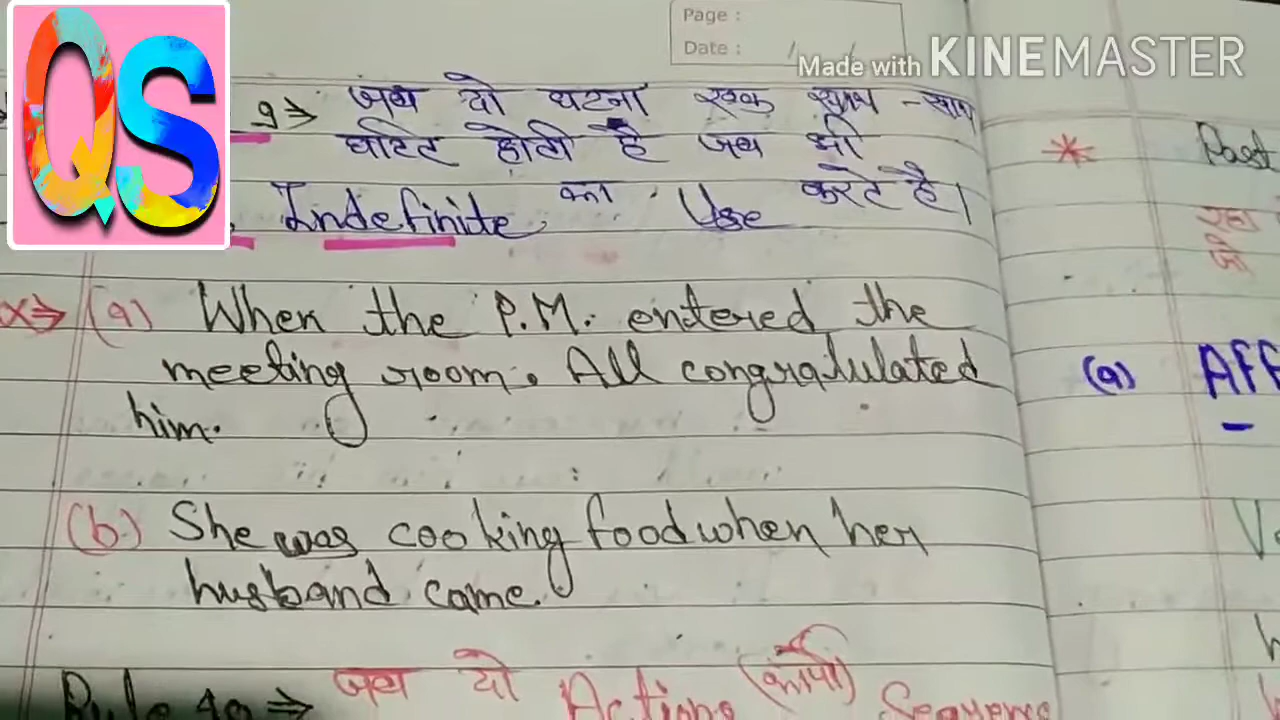 QS
Page :
Date : / /
Made with KINEMASTER
9⇒ जब दो घटना एक साथ - साथ
घटित होती है जब भी
Indefinite का Use करते है।
x⇒ (a) When the P.M. entered the
meeting room. All congratulated
him.
(b) She was cooking food when her
husband came.
Rule 10⇒ जब दो Actions (कार्यो) Sequence
* Past
(a) Aff